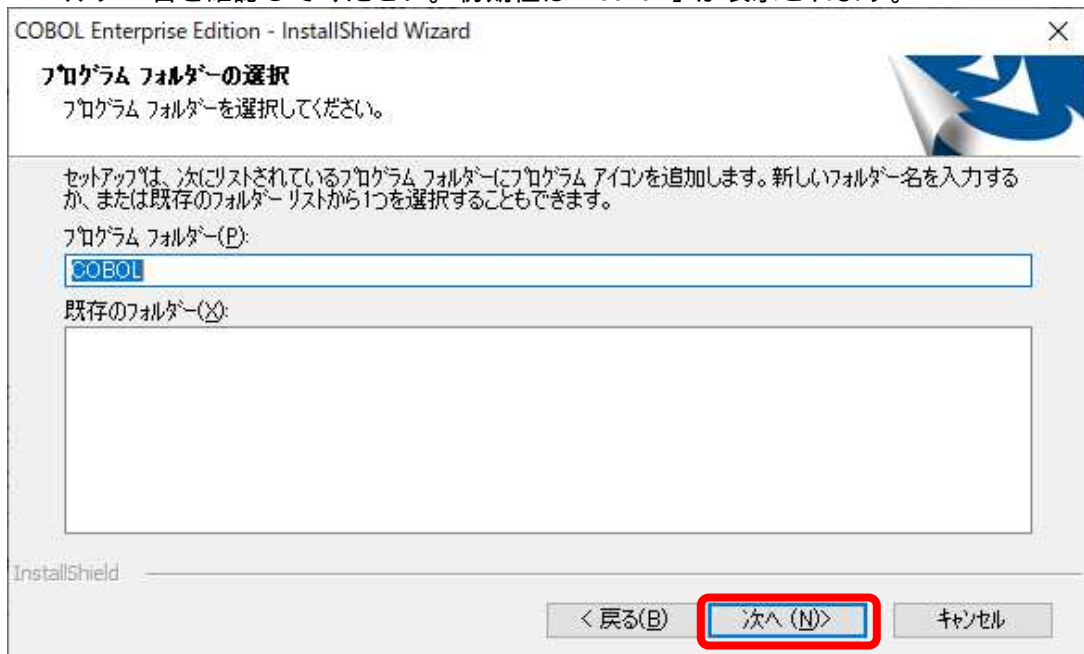 COBOL Enterprise Edition - InstallShield Wizard
プログラム フォルダーの選択
プログラム フォルダーを選択してください。
セットアップは、次にリストされているプログラム フォルダーにプログラム アイコンを追加します。新しいフォルダー名を入力する
か、または既存のフォルダー リストから1つを選択することもできます。
プログラム フォルダー(P):
COBOL
既存のフォルダー(X):
InstallShield
< 戻る(B)
次へ (N)>
キャンセル